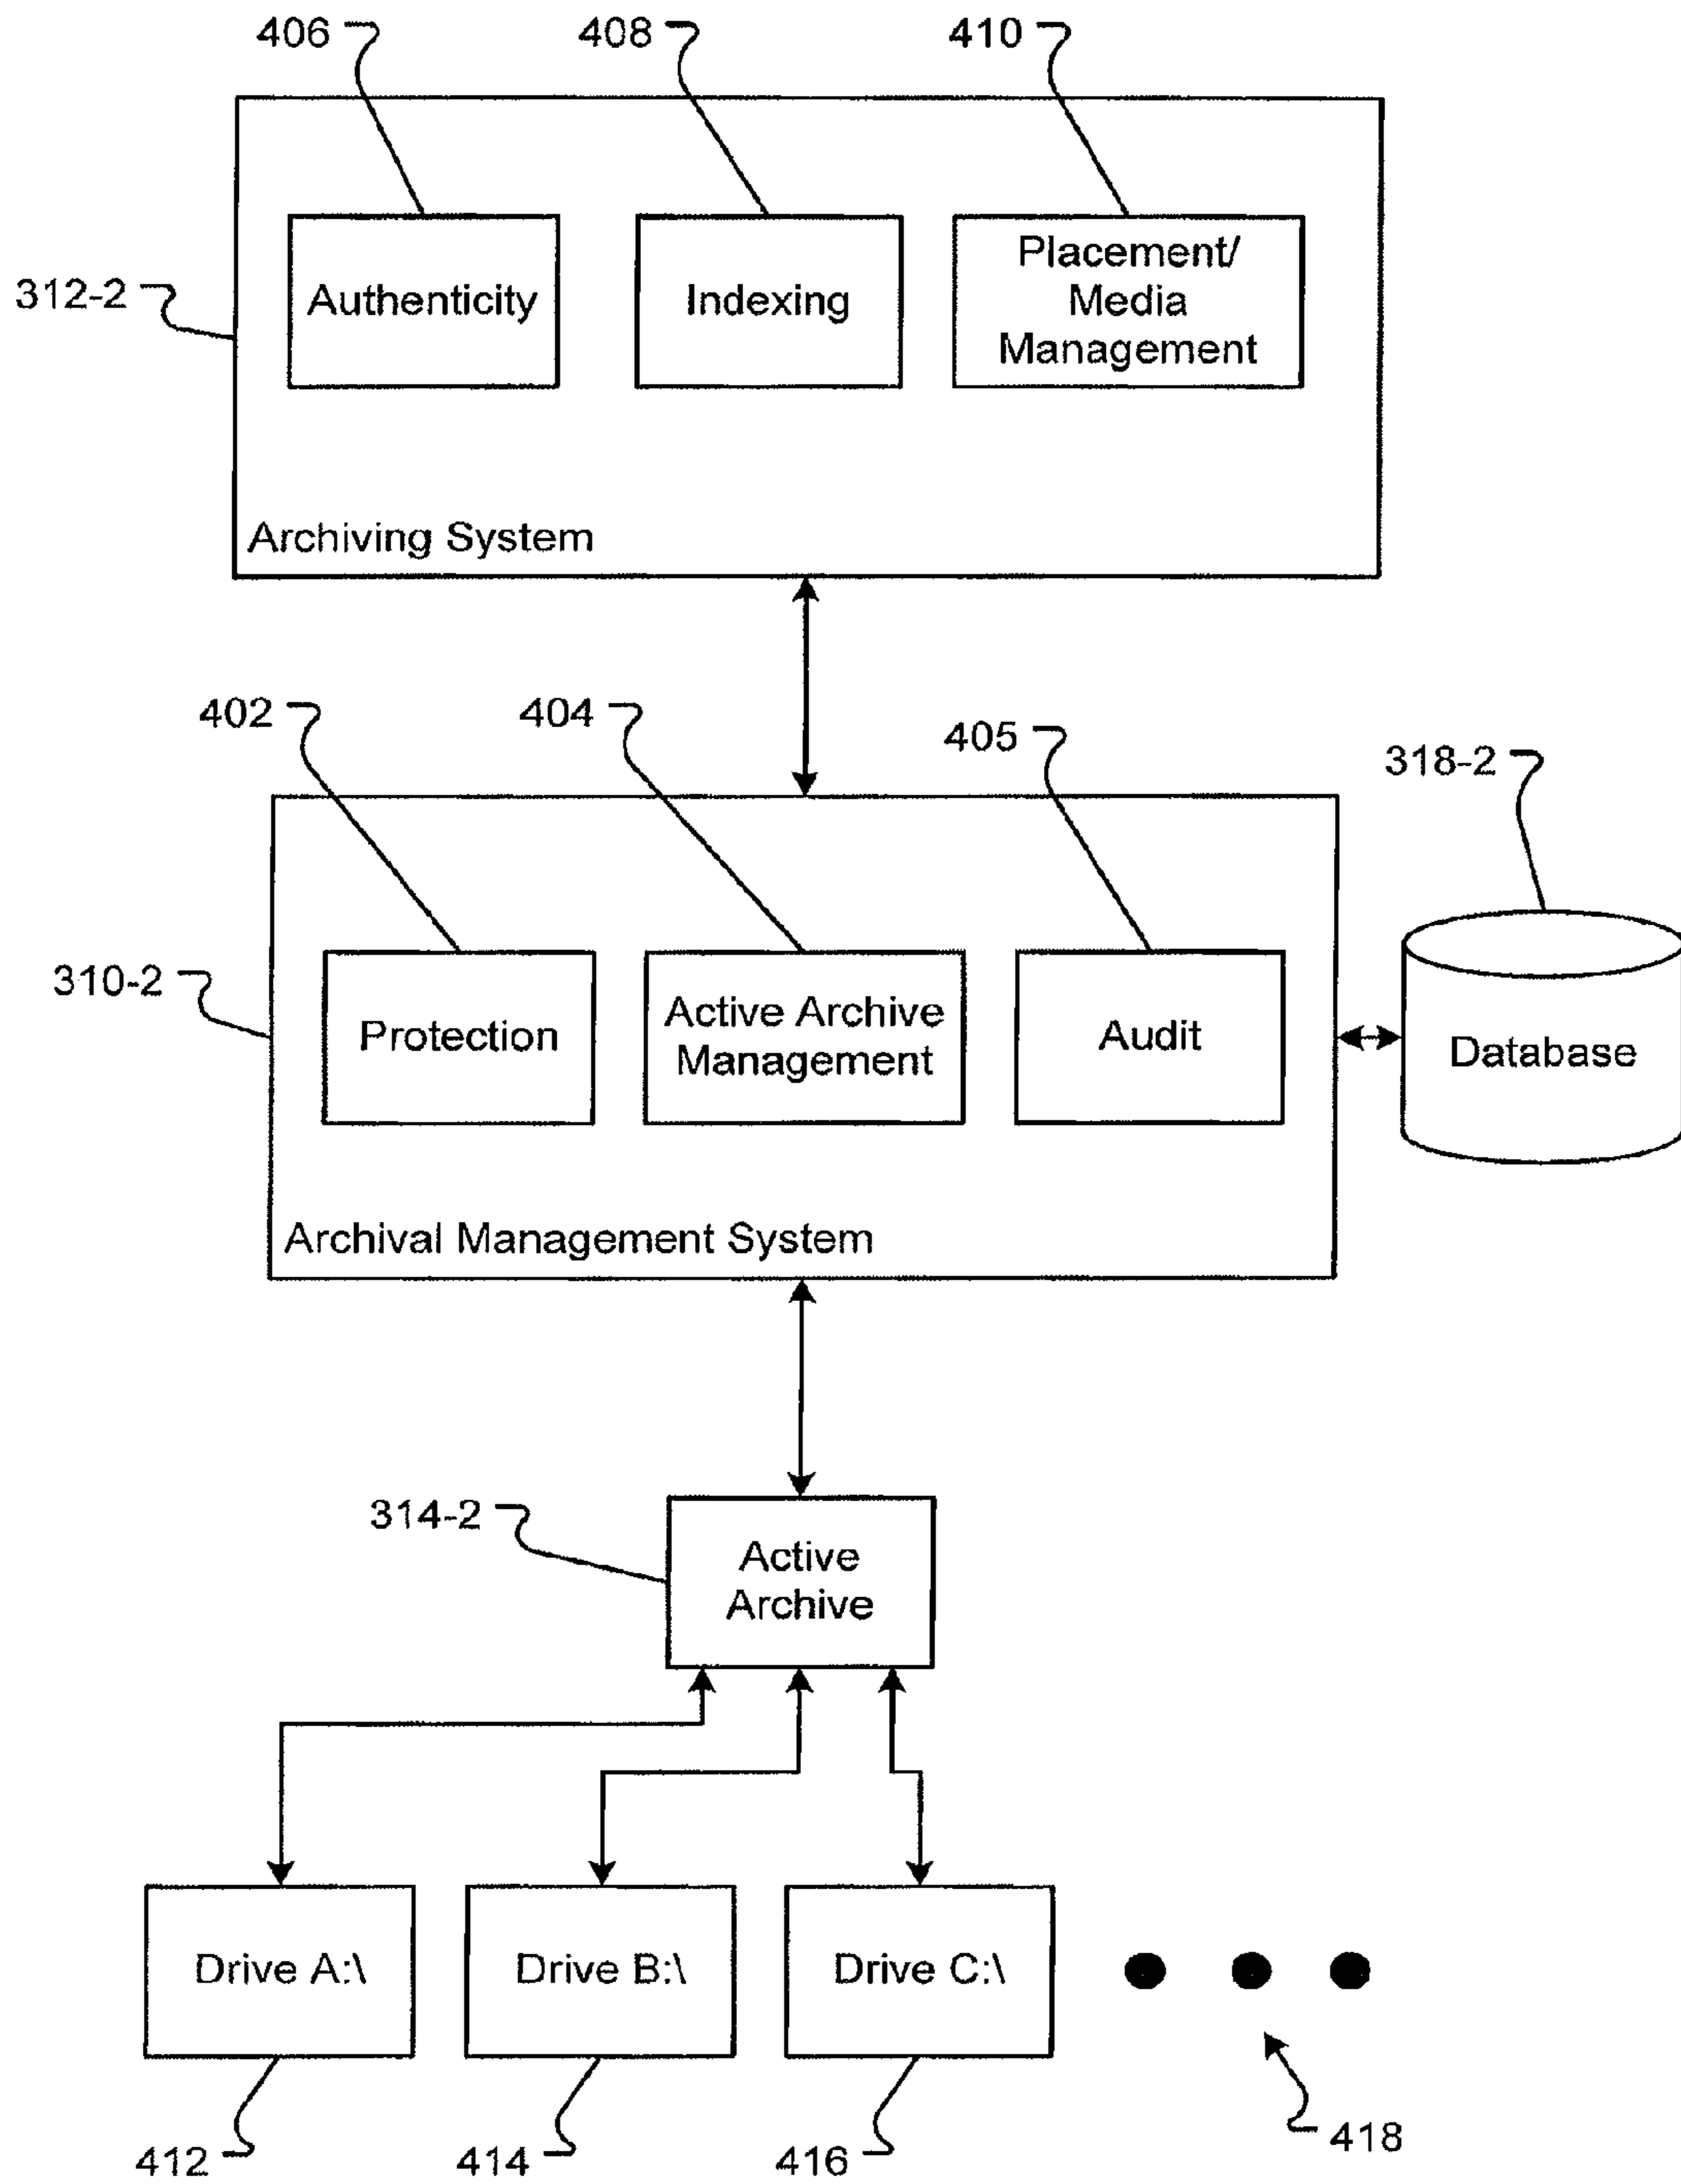 406
408
410
312-2
Authenticity
Indexing
Placement/
Media
Management
Archiving System
402
404
405
318-2
310-2
Protection
Active Archive
Management
Audit
Database
Archival Management System
314-2
Active
Archive
Drive A:\
Drive B:\
Drive C:\
412
414
416
418